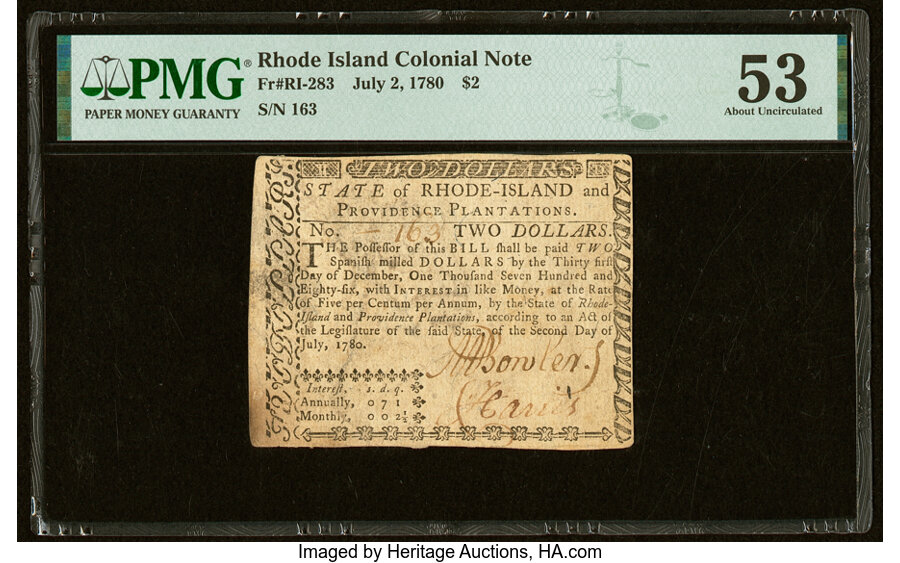 PMG®
PAPER MONEY GUARANTY
Rhode Island Colonial Note
Fr#RI-283 July 2, 1780 $2
S/N 163
53
About Uncirculated
TWO DOLLARS
STATE of RHODE-ISLAND and
PROVIDENCE PLANTATIONS.
No. 163 TWO DOLLARS.
THE Possessor of this BILL shall be paid TWO
Spanish milled DOLLARS by the Thirty first
Day of December, One Thousand Seven Hundred and
Eighty-six, with INTEREST in like Money, at the Rate
of Five per Centum per Annum, by the State of Rhode-
Island and Providence Plantations, according to an Act of
the Legislature of the said State, of the Second Day of
July, 1780.
Bowler
Harris
Interest, s. d. q.
Annually, 0 7 1
Monthly, 0 0 2½
Imaged by Heritage Auctions, HA.com